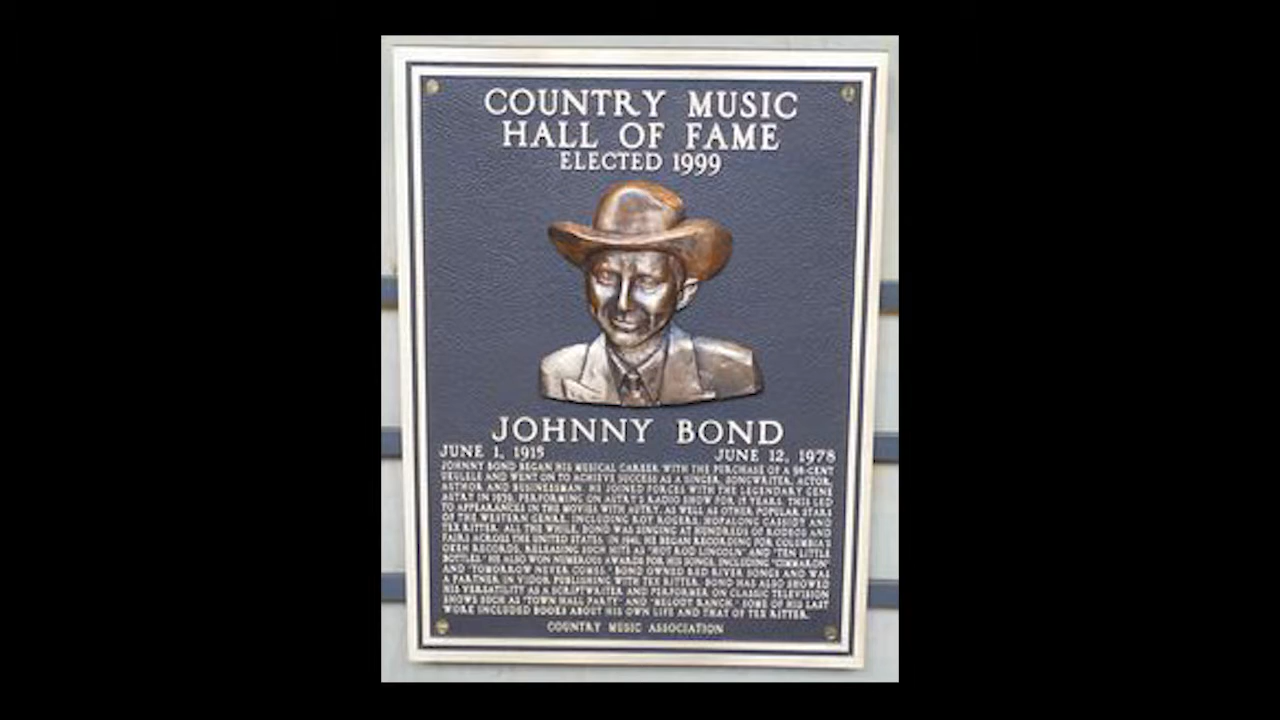 COUNTRY MUSIC
HALL OF FAME
ELECTED 1999
JOHNNY BOND
JUNE 1, 1915 JUNE 12, 1978
JOHNNY BOND BEGAN HIS MUSICAL CAREER WITH THE PURCHASE OF A 98-CENT
UKULELE AND WENT ON TO ACHIEVE SUCCESS AS A SINGER, SONGWRITER, ACTOR,
AUTHOR AND BUSINESSMAN. HE JOINED FORCES WITH THE LEGENDARY GENE
AUTRY IN PERFORMING ON AUTRY'S RADIO SHOW FOR YEARS. THIS LED
TO APPEARANCES IN THE MOVIES WITH AUTRY, AS WELL AS OTHER POPULAR STARS
OF THE WESTERN GENRE, INCLUDING ROY ROGERS, HOPALONG CASSIDY AND
TEX RITTER. ALL THE WHILE, BOND WAS SINGING AT HUNDREDS OF RODEOS AND
FAIRS ACROSS THE UNITED STATES. IN HE BEGAN RECORDING FOR COLUMBIA'S
OKEH RECORDS, RELEASING SUCH HITS AS "HOT ROD LINCOLN" AND "TEN LITTLE
BOTTLES." HE ALSO WON NUMEROUS AWARDS FOR HIS SONGS, INCLUDING "CIMMARON"
AND "TOMORROW NEVER COMES." BOND OWNED RED RIVER SONGS AND WAS
A PARTNER IN VIDOR PUBLISHING WITH TEX RITTER. BOND HAS ALSO SHOWED
HIS VERSATILITY AS A SCRIPTWRITER AND PERFORMER ON CLASSIC TELEVISION
SHOWS SUCH AS "TOWN HALL PARTY" AND "MELODY RANCH." SOME OF HIS LAST
WORK INCLUDED BOOKS ABOUT HIS OWN LIFE AND THAT OF TEX RITTER.
COUNTRY MUSIC ASSOCIATION